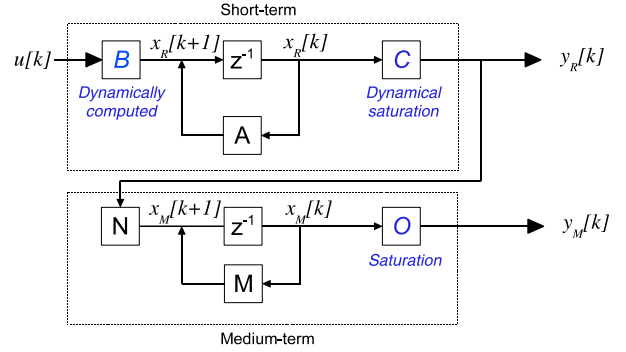 Short-term
u[k]
B
x_R[k+1]
z⁻¹
x_R[k]
C
y_R[k]
Dynamically
computed
Dynamical
saturation
A
N
x_M[k+1]
z⁻¹
x_M[k]
O
y_M[k]
Saturation
M
Medium-term